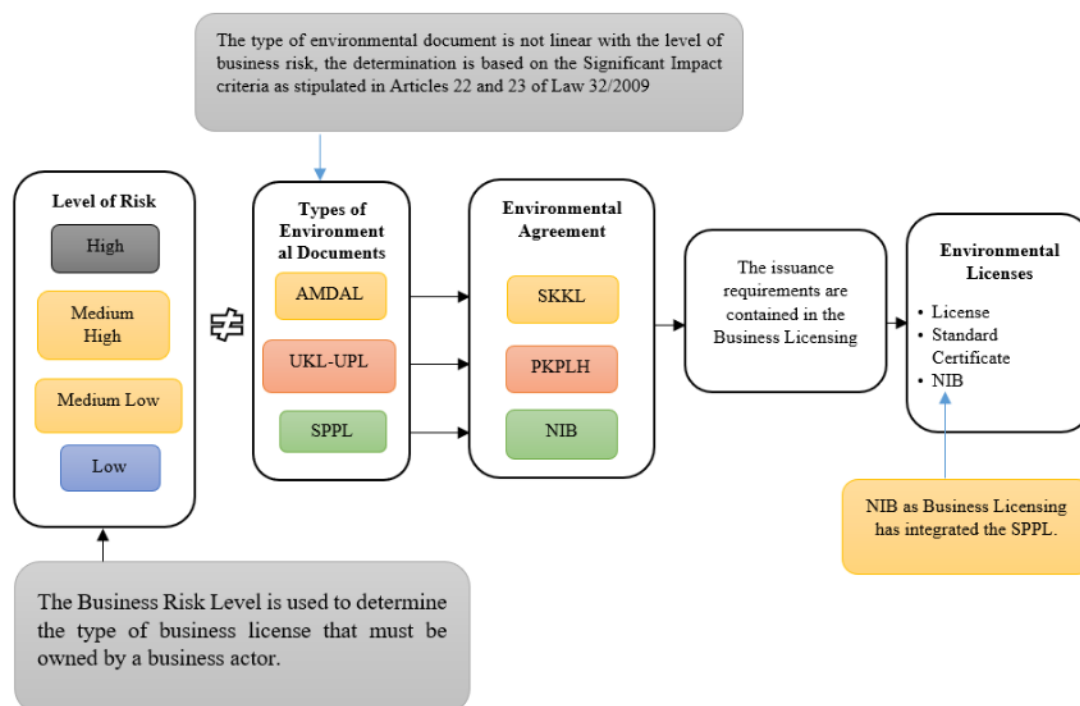 The type of environmental document is not linear with the level of
business risk, the determination is based on the Significant Impact
criteria as stipulated in Articles 22 and 23 of Law 32/2009
Level of Risk
High
Medium
High
Medium Low
Low
≠
Types of
Environment
al Documents
AMDAL
UKL-UPL
SPPL
Environmental
Agreement
SKKL
PKPLH
NIB
The issuance
requirements are
contained in the
Business Licensing
Environmental
Licenses
• License
• Standard
Certificate
• NIB
NIB as Business Licensing
has integrated the SPPL.
The Business Risk Level is used to determine
the type of business license that must be
owned by a business actor.